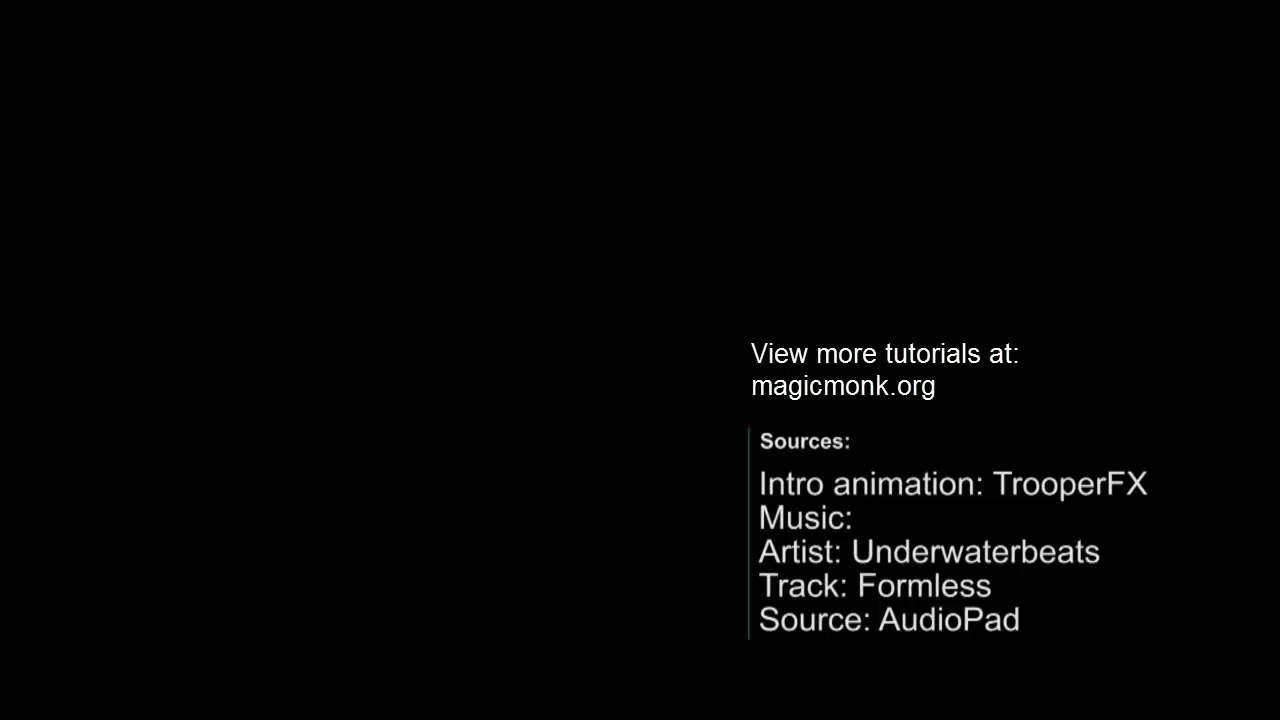 View more tutorials at:
magicmonk.org
Sources:
Intro animation: TrooperFX
Music:
Artist: Underwaterbeats
Track: Formless
Source: AudioPad